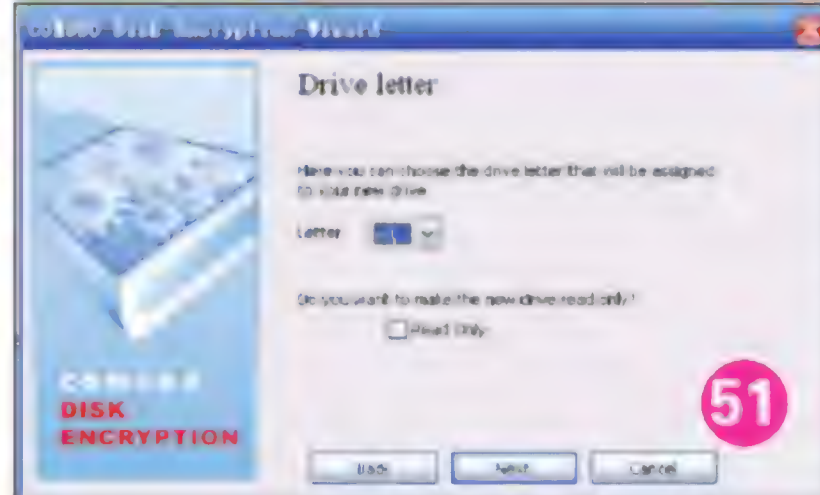 COMODO Disk Encryption Wizard
Drive letter
Here you can choose the drive letter that will be assigned
to your new drive
Letter
Do you want to make the new drive read only?
Read Only
COMODO
DISK
ENCRYPTION
51
Back
Next
Cancel